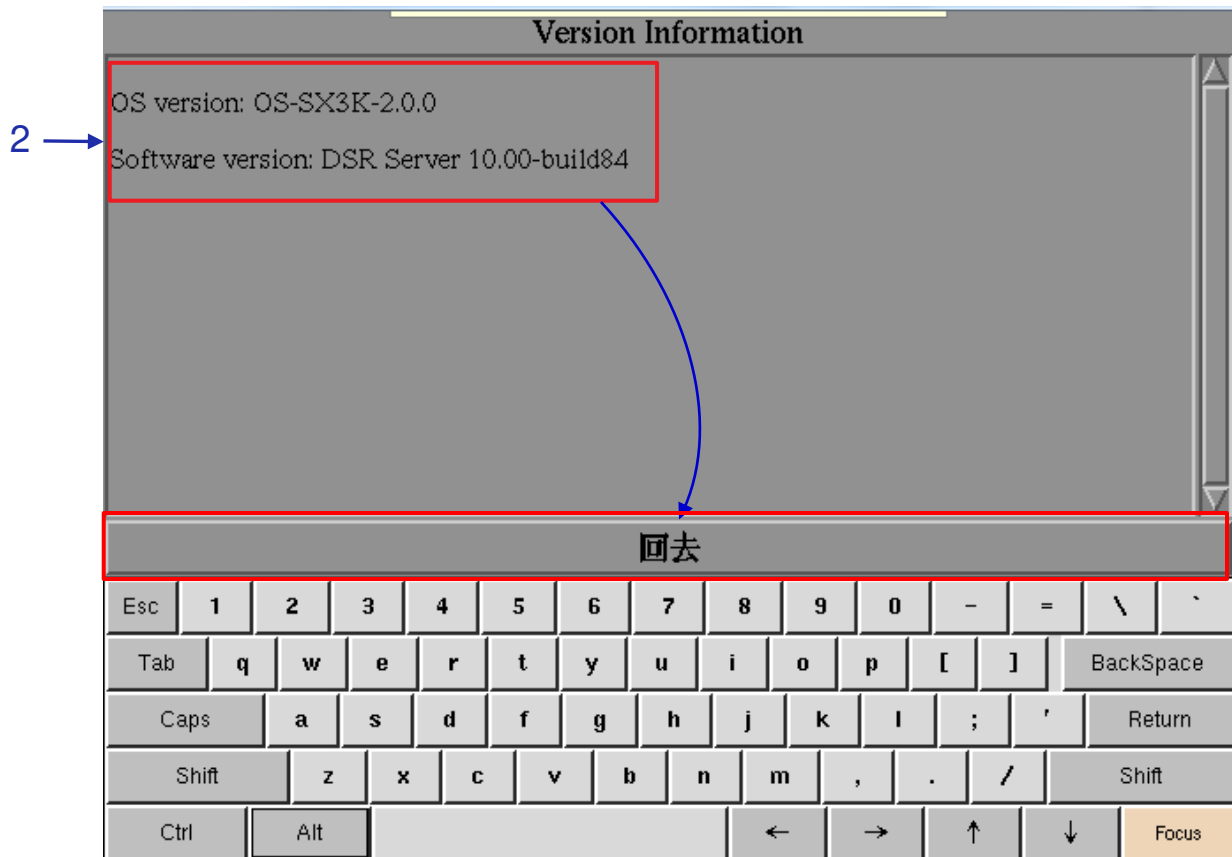 Version Information
OS version: OS-SX3K-2.0.0
2
Software version: DSR Server 10.00-build84
回去
Esc 1 2 3 4 5 6 7 8 9 0 - = \ `
Tab q w e r t y u i o p [ ] BackSpace
Caps a s d f g h j k l ; ' Return
Shift z x c v b n m , . / Shift
Ctrl Alt ← → ↑ ↓ Focus